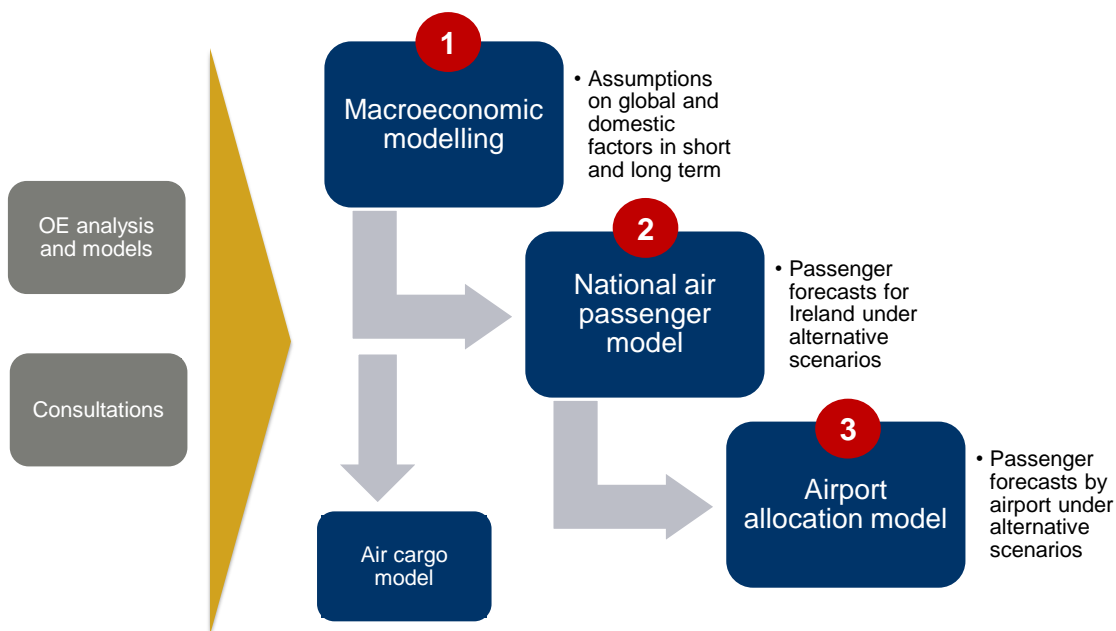 1
Macroeconomic
modelling
• Assumptions
on global and
domestic
factors in short
and long term
OE analysis
and models
2
National air
passenger
model
• Passenger
forecasts for
Ireland under
alternative
scenarios
Consultations
3
Airport
allocation model
• Passenger
forecasts by
airport under
alternative
scenarios
Air cargo
model